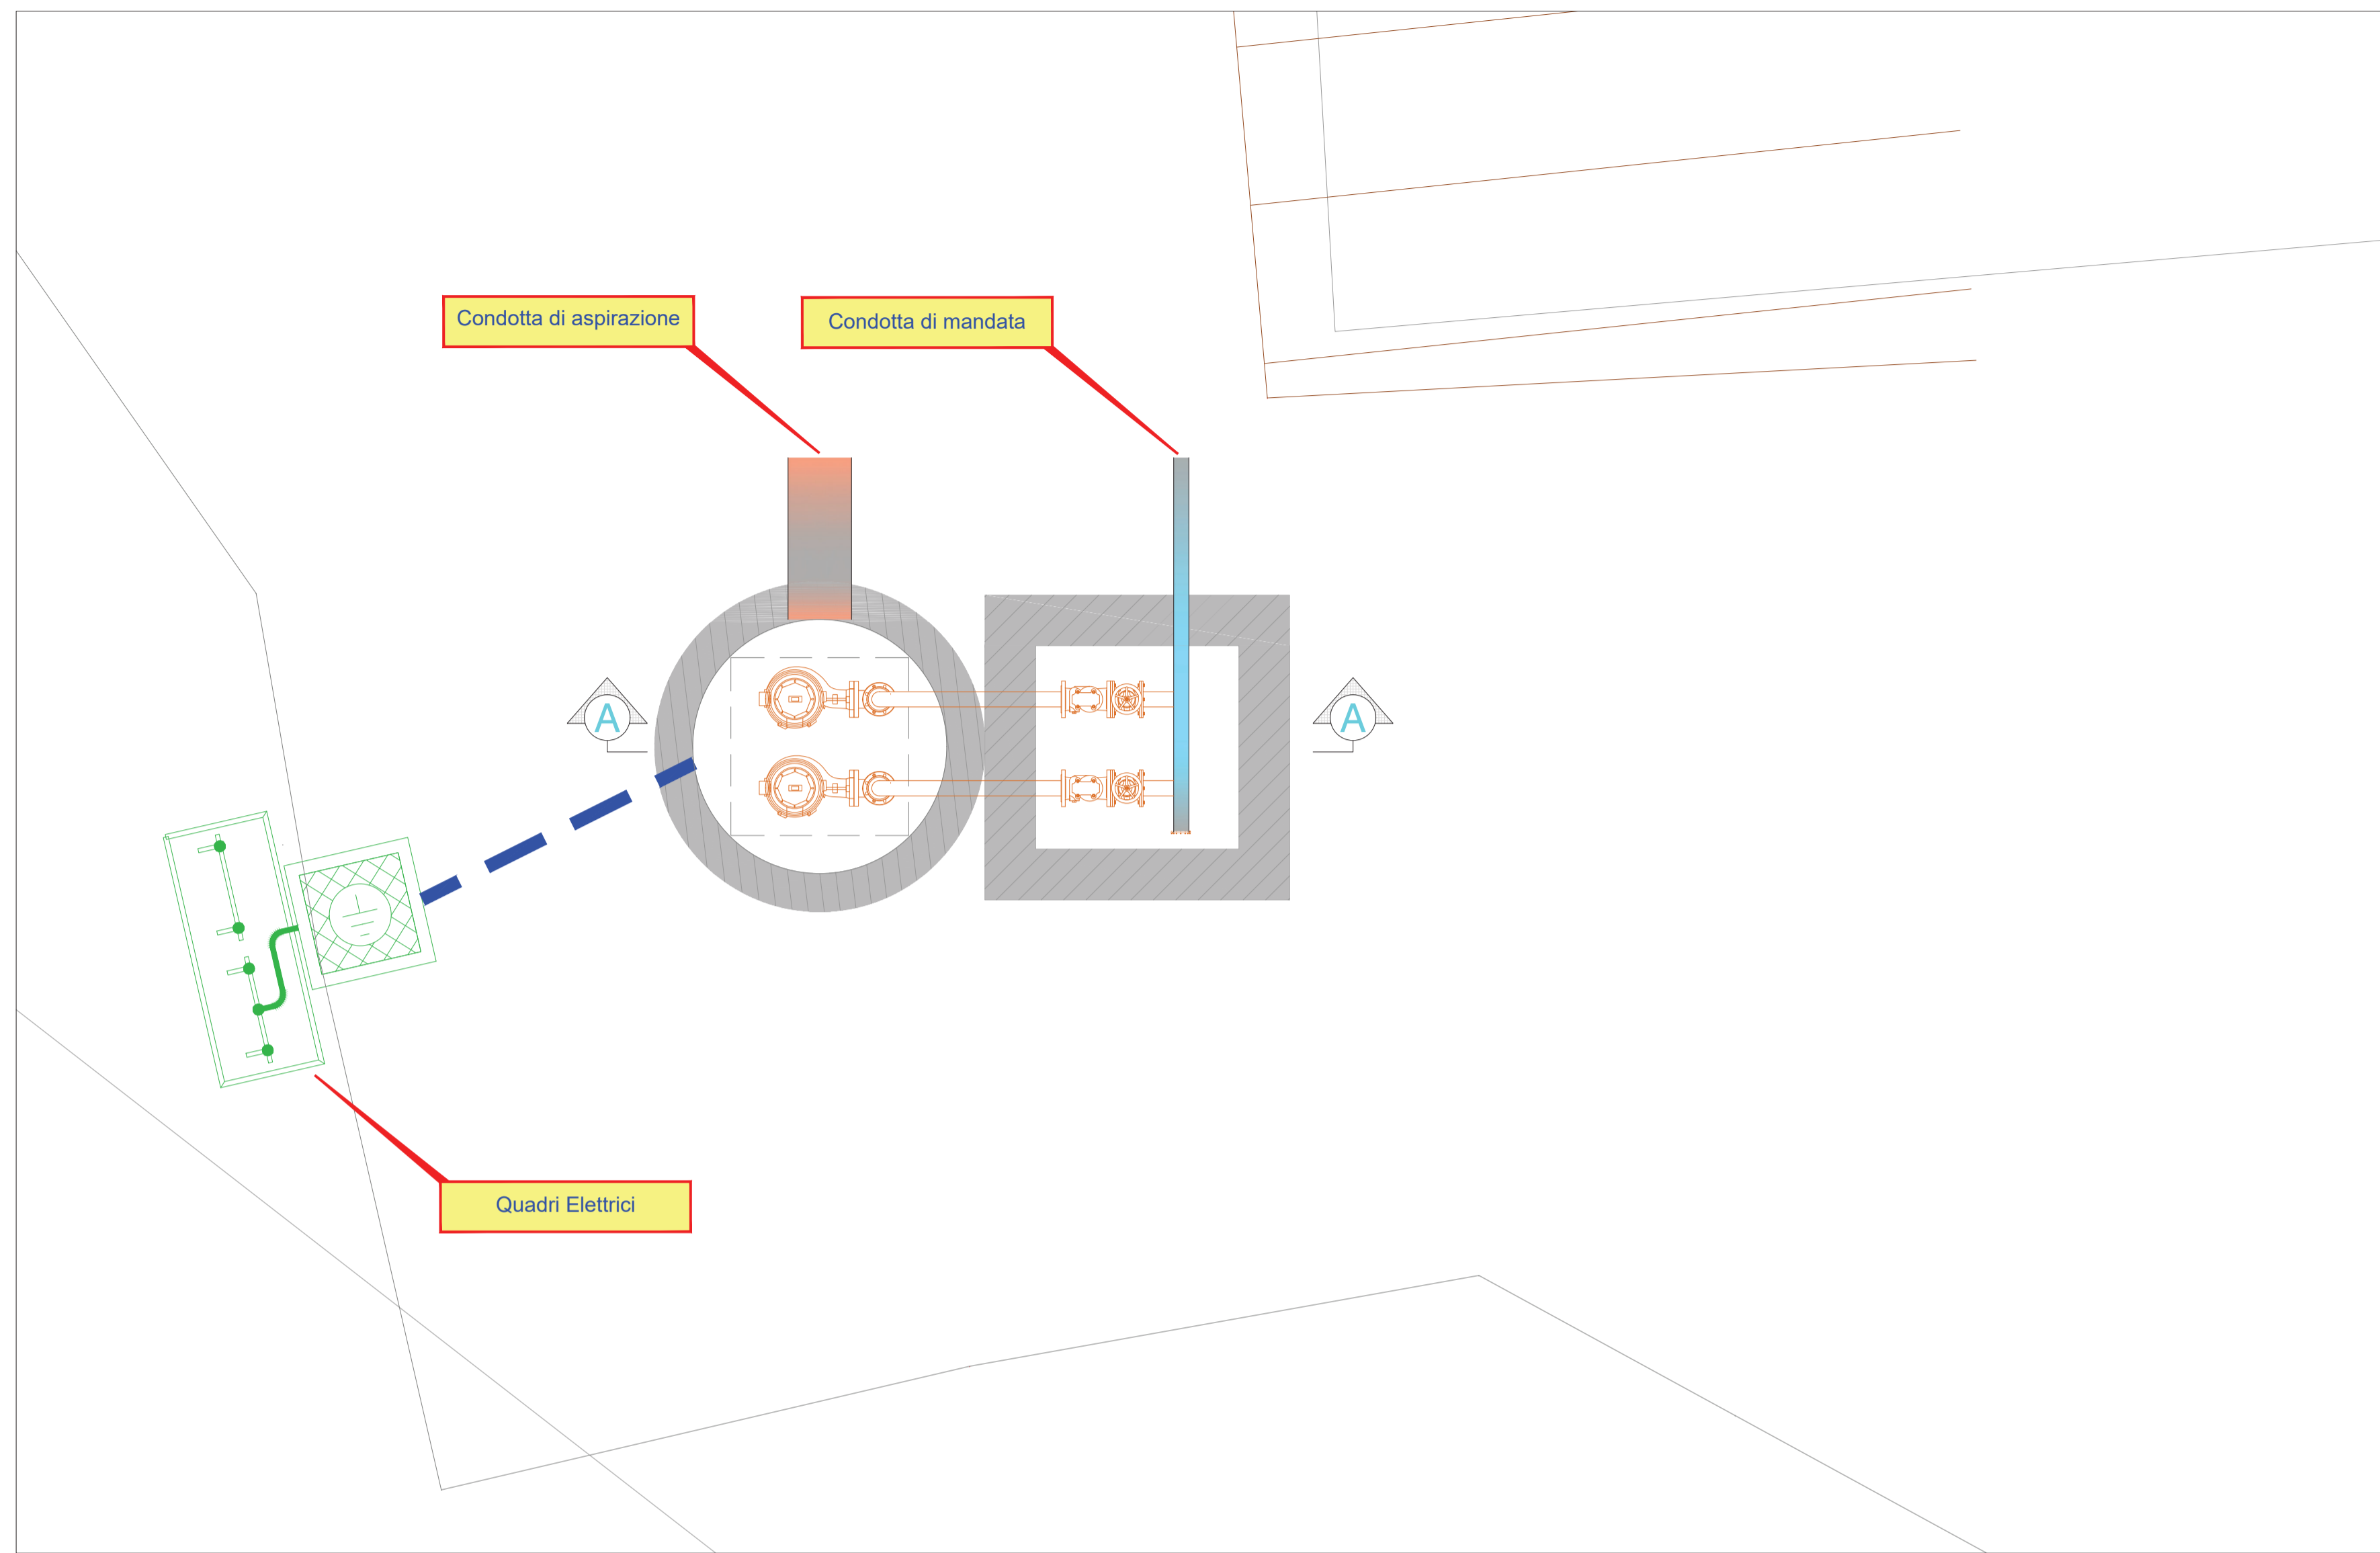 Condotta di aspirazione
Condotta di mandata
A
A
Quadri Elettrici